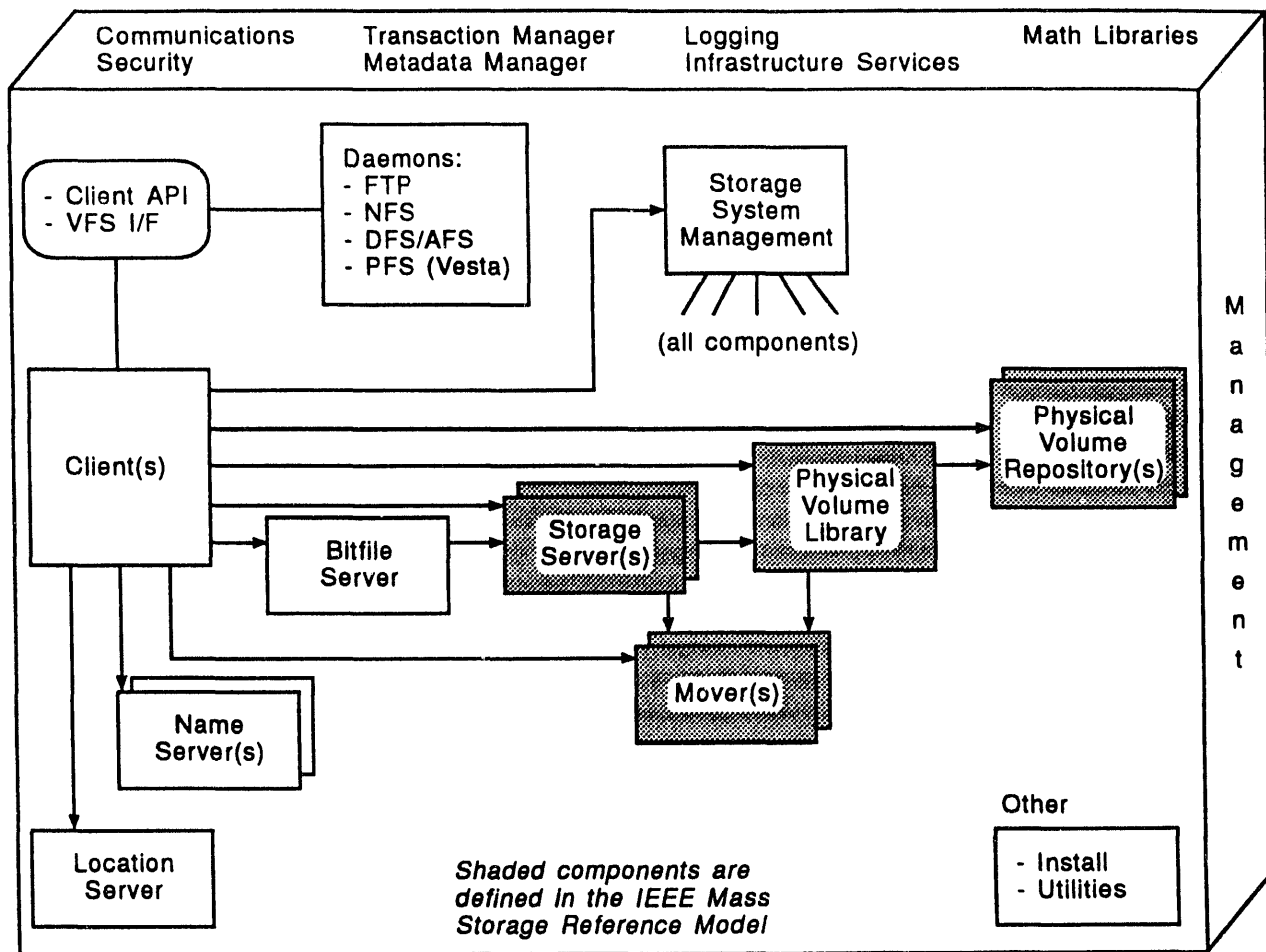 Communications
Security
Transaction Manager
Metadata Manager
Logging
Infrastructure Services
Math Libraries
- Client API
- VFS I/F
Daemons:
- FTP
- NFS
- DFS/AFS
- PFS (Vesta)
Storage
System
Management
(all components)
Management
Client(s)
Physical
Volume
Repository(s)
Physical
Volume
Library
Storage
Server(s)
Bitfile
Server
Mover(s)
Name
Server(s)
Location
Server
Shaded components are
defined in the IEEE Mass
Storage Reference Model
Other
- Install
- Utilities